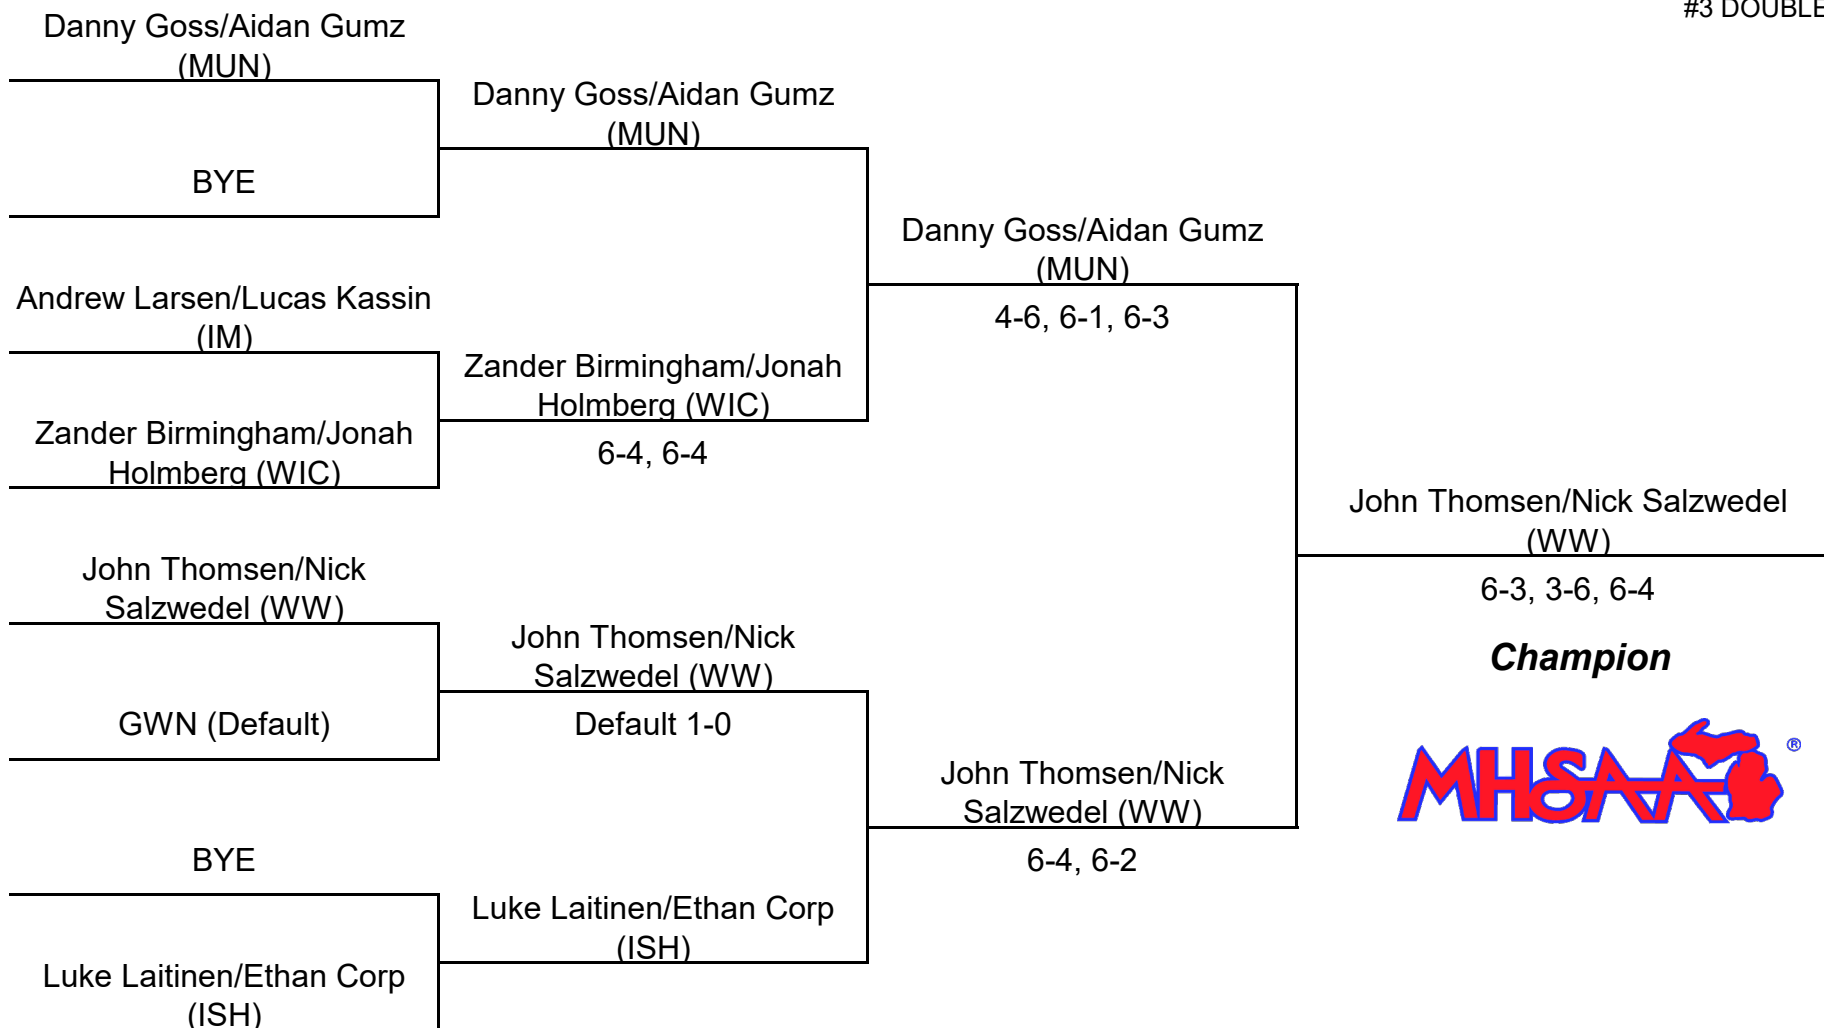 #3 DOUBLE
Danny Goss/Aidan Gumz
(MUN)
BYE
Andrew Larsen/Lucas Kassin
(IM)
Zander Birmingham/Jonah
Holmberg (WIC)
John Thomsen/Nick
Salzwedel (WW)
GWN (Default)
BYE
Luke Laitinen/Ethan Corp
(ISH)
Danny Goss/Aidan Gumz
(MUN)
Zander Birmingham/Jonah
Holmberg (WIC)
6-4, 6-4
John Thomsen/Nick
Salzwedel (WW)
Default 1-0
Luke Laitinen/Ethan Corp
(ISH)
Danny Goss/Aidan Gumz
(MUN)
4-6, 6-1, 6-3
John Thomsen/Nick
Salzwedel (WW)
6-4, 6-2
John Thomsen/Nick Salzwedel
(WW)
6-3, 3-6, 6-4
Champion
MHSAA®